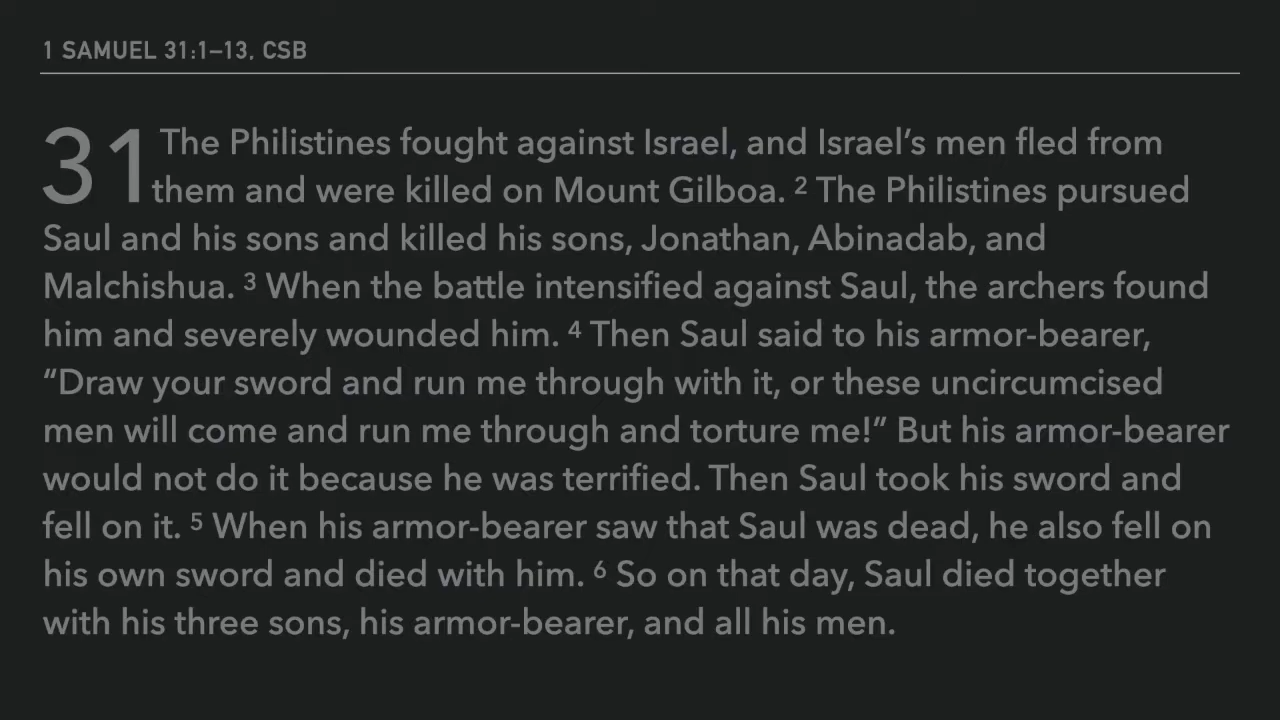 1 SAMUEL 31:1–13, CSB
31 The Philistines fought against Israel, and Israel’s men fled from
them and were killed on Mount Gilboa. 2 The Philistines pursued
Saul and his sons and killed his sons, Jonathan, Abinadab, and
Malchishua. 3 When the battle intensified against Saul, the archers found
him and severely wounded him. 4 Then Saul said to his armor-bearer,
“Draw your sword and run me through with it, or these uncircumcised
men will come and run me through and torture me!” But his armor-bearer
would not do it because he was terrified. Then Saul took his sword and
fell on it. 5 When his armor-bearer saw that Saul was dead, he also fell on
his own sword and died with him. 6 So on that day, Saul died together
with his three sons, his armor-bearer, and all his men.